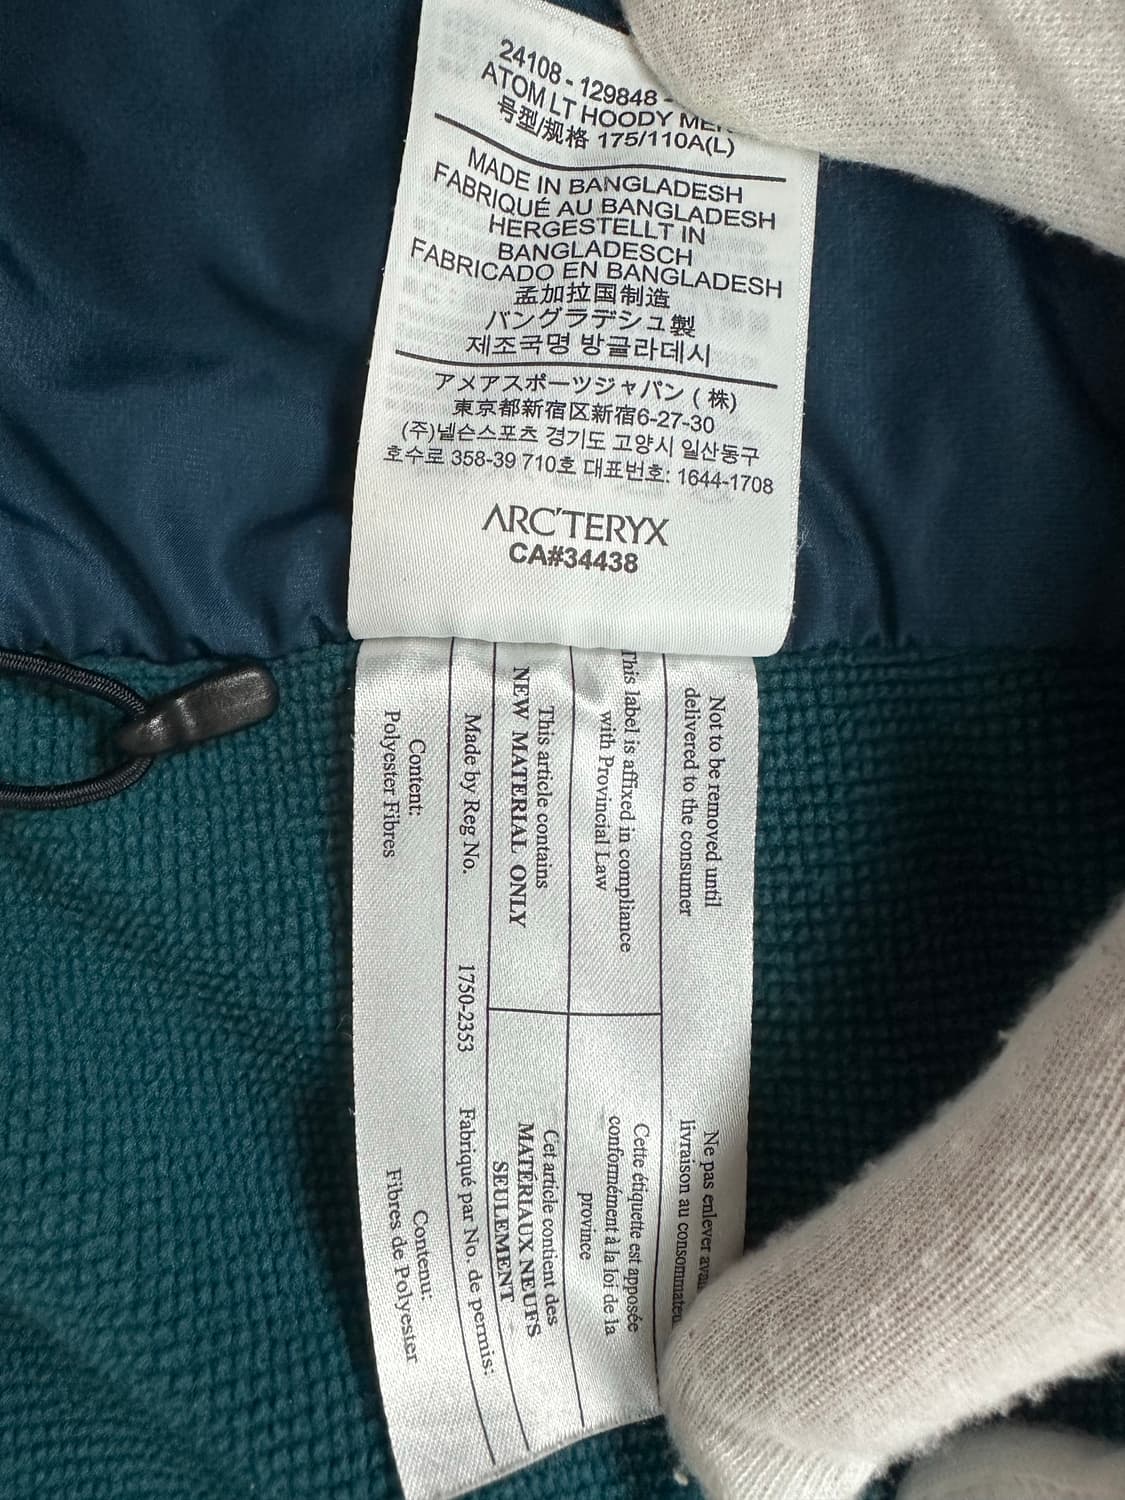 24108 - 129848 -
ATOM LT HOODY
号型/规格 175/110A(L)
MADE IN BANGLADESH
FABRIQUÉ AU BANGLADESH
HERGESTELLT IN
BANGLADESCH
FABRICADO EN BANGLADESH
孟加拉国制造
バングラデシュ製
제조국명 방글라데시
アメアスポーツジャパン (株)
東京都新宿区新宿6-27-30
(주)넬슨스포츠 경기도 고양시 일산동구
호수로 358-39 710호 대표번호: 1644-1708
ARC'TERYX
CA#34438
Not to be removed until
delivered to the consumer
Ne pas enlever
livraison au
This label is affixed in compliance
with Provincial Law
Cette étiquette est apposée
conformément à la loi de la
province
This article contains
NEW MATERIAL ONLY
Cet article contient des
MATÉRIAUX NEUFS
SEULEMENT
Made by Reg No. 1750-2353 Fabriqué par No. de permis:
Content:
Polyester Fibres
Contenu:
Fibres de Polyester